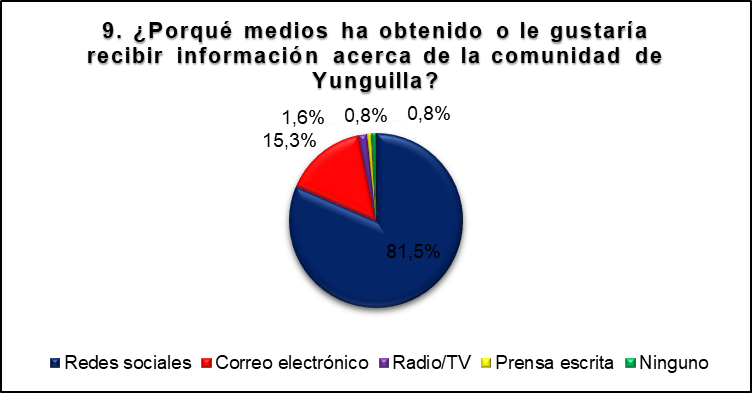 9. ¿Porqué medios ha obtenido o le gustaría
recibir información acerca de la comunidad de
Yunguilla?
1,6% 0,8% 0,8%
15,3%
81,5%
Redes sociales Correo electrónico Radio/TV Prensa escrita Ninguno